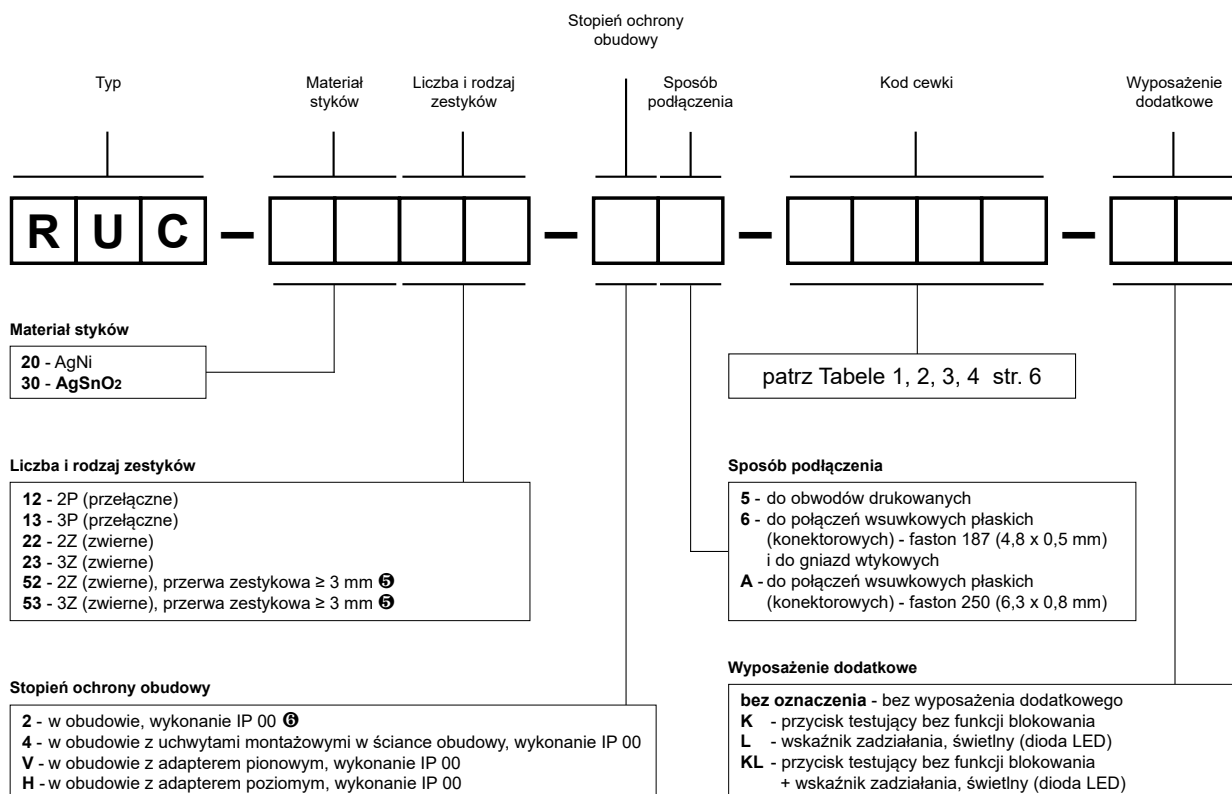 Stopień ochrony
obudowy
Typ
Materiał
styków
Liczba i rodzaj
zestyków
Sposób
podłączenia
Kod cewki
Wyposażenie
dodatkowe
R U C – – – –
Materiał styków
20 - AgNi
30 - AgSnO2
patrz Tabele 1, 2, 3, 4 str. 6
Liczba i rodzaj zestyków
12 - 2P (przełączne)
13 - 3P (przełączne)
22 - 2Z (zwierne)
23 - 3Z (zwierne)
52 - 2Z (zwierne), przerwa zestykowa ≥ 3 mm ❺
53 - 3Z (zwierne), przerwa zestykowa ≥ 3 mm ❺
Sposób podłączenia
5 - do obwodów drukowanych
6 - do połączeń wsuwkowych płaskich
(konektorowych) - faston 187 (4,8 x 0,5 mm)
i do gniazd wtykowych
A - do połączeń wsuwkowych płaskich
(konektorowych) - faston 250 (6,3 x 0,8 mm)
Stopień ochrony obudowy
2 - w obudowie, wykonanie IP 00 ❻
4 - w obudowie z uchwytami montażowymi w ściance obudowy, wykonanie IP 00
V - w obudowie z adapterem pionowym, wykonanie IP 00
H - w obudowie z adapterem poziomym, wykonanie IP 00
Wyposażenie dodatkowe
bez oznaczenia - bez wyposażenia dodatkowego
K - przycisk testujący bez funkcji blokowania
L - wskaźnik zadziałania, świetlny (dioda LED)
KL - przycisk testujący bez funkcji blokowania
+ wskaźnik zadziałania, świetlny (dioda LED)